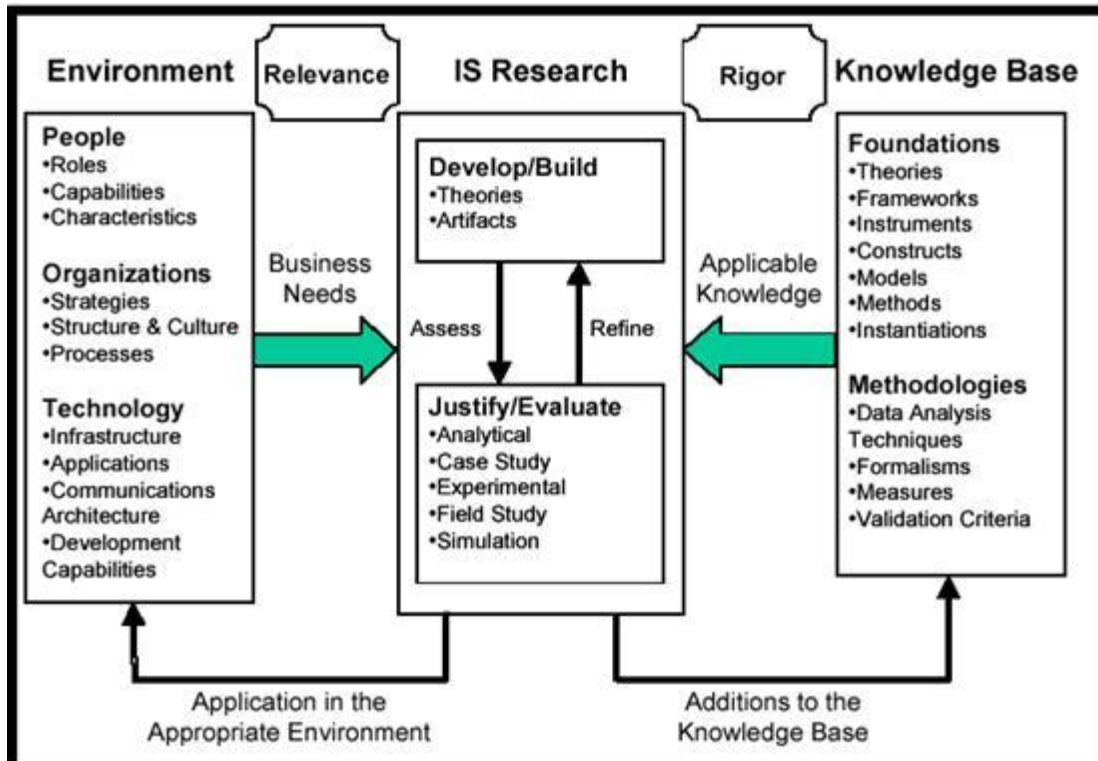 Environment
Relevance
IS Research
Rigor
Knowledge Base
People
•Roles
•Capabilities
•Characteristics
Organizations
•Strategies
•Structure & Culture
•Processes
Technology
•Infrastructure
•Applications
•Communications
Architecture
•Development
Capabilities
Business
Needs
Develop/Build
•Theories
•Artifacts
Assess
Refine
Justify/Evaluate
•Analytical
•Case Study
•Experimental
•Field Study
•Simulation
Applicable
Knowledge
Foundations
•Theories
•Frameworks
•Instruments
•Constructs
•Models
•Methods
•Instantiations
Methodologies
•Data Analysis
Techniques
•Formalisms
•Measures
•Validation Criteria
Application in the
Appropriate Environment
Additions to the
Knowledge Base